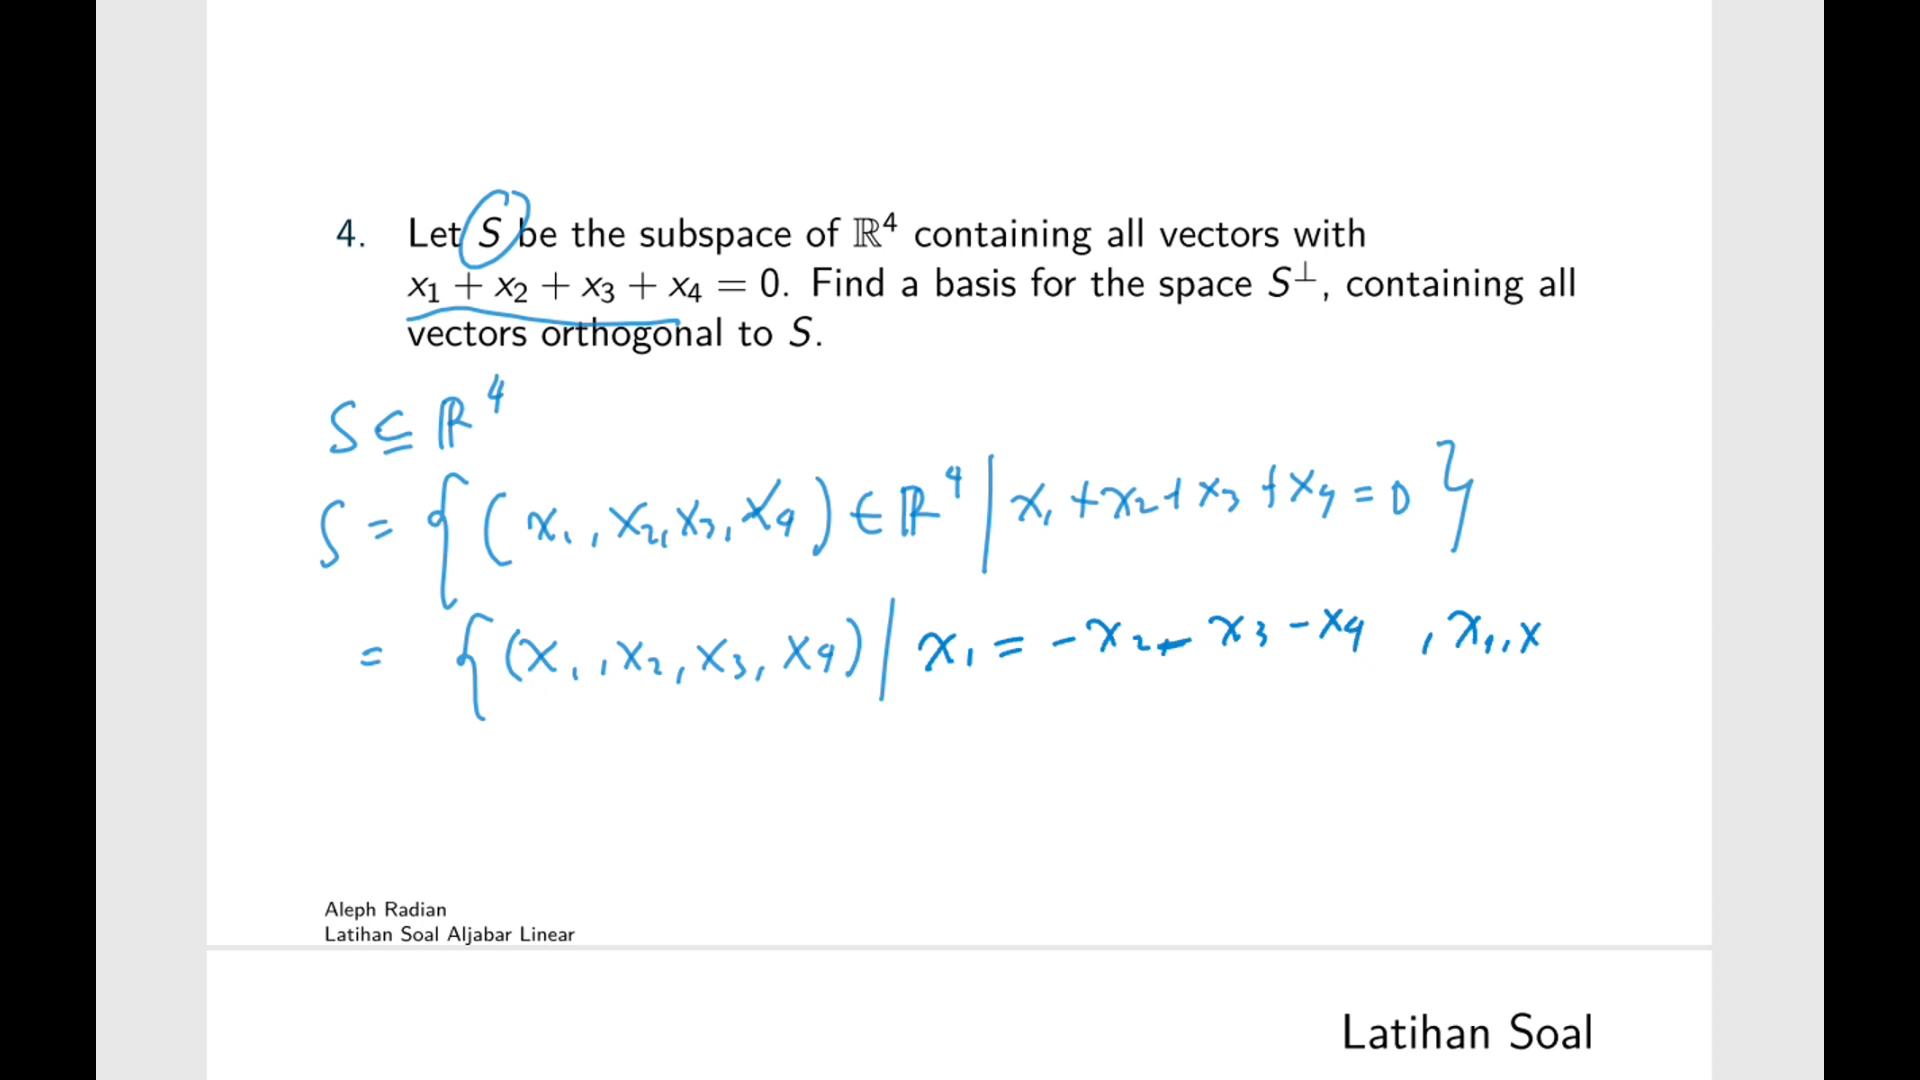 4. Let S be the subspace of ℝ⁴ containing all vectors with
x₁ + x₂ + x₃ + x₄ = 0. Find a basis for the space S⊥, containing all
vectors orthogonal to S.
S ⊆ ℝ⁴
S = { (x₁, x₂, x₃, x₄) ∈ ℝ⁴ | x₁ + x₂ + x₃ + x₄ = 0 }
= { (x₁, x₂, x₃, x₄) | x₁ = -x₂ - x₃ - x₄ , x₁, x
Aleph Radian
Latihan Soal Aljabar Linear
Latihan Soal